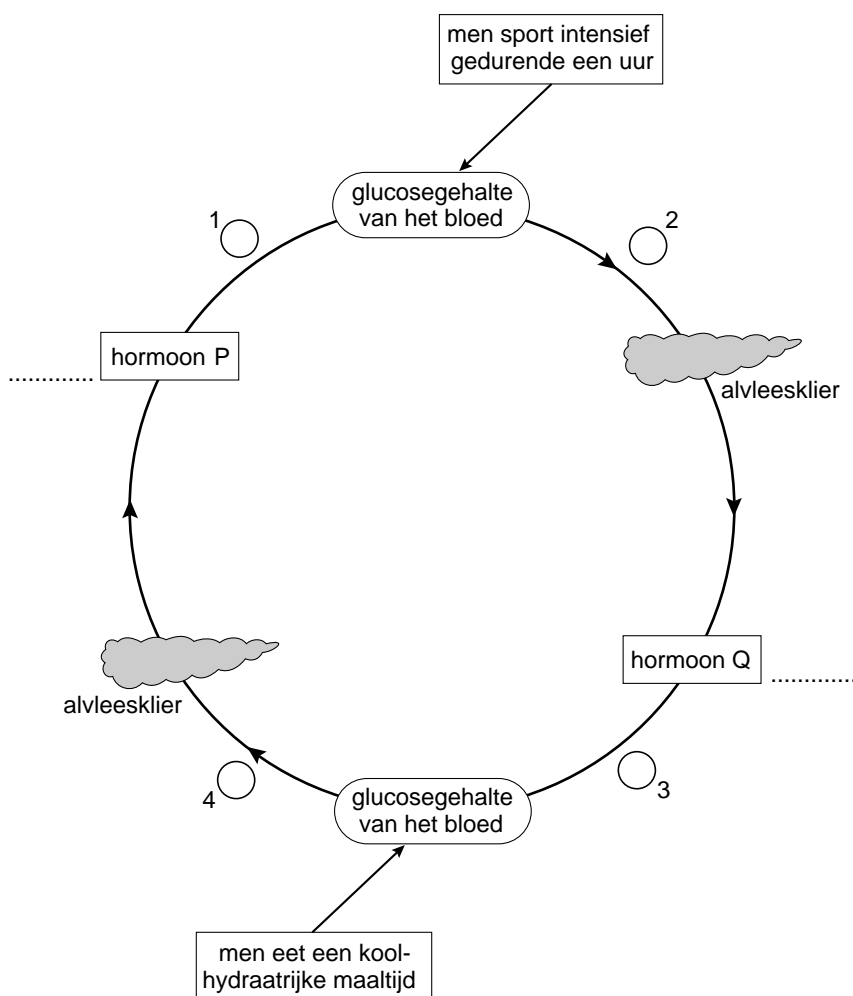 men sport intensief
gedurende een uur
glucosegehalte
van het bloed
1
2
hormoon P
.............
alvleesklier
hormoon Q
.............
alvleesklier
4
3
glucosegehalte
van het bloed
men eet een kool-
hydraatrijke maaltijd